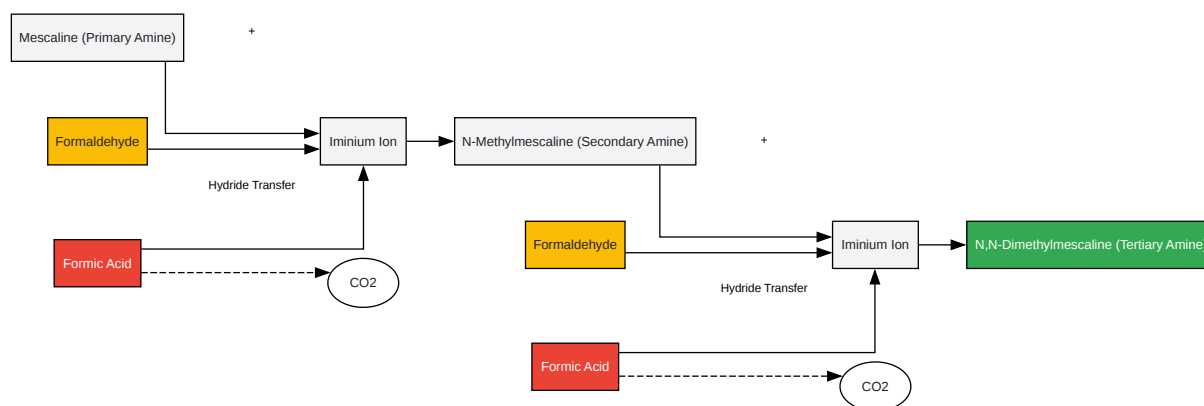 Mescaline (Primary Amine)
+
Formaldehyde
Iminium Ion
N-Methylmescaline (Secondary Amine)
+
Hydride Transfer
Formic Acid
CO2
Formaldehyde
Iminium Ion
N,N-Dimethylmescaline (Tertiary Amine)
Hydride Transfer
Formic Acid
CO2